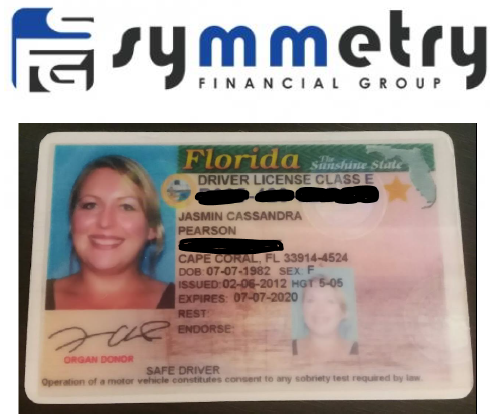 symmetry
FINANCIAL GROUP
Florida The Sunshine State
DRIVER LICENSE CLASS E
JASMIN CASSANDRA
PEARSON
CAPE CORAL, FL 33914-4524
DOB: 07-07-1982 SEX: F
ISSUED: 02-06-2012 HGT: 5-05
EXPIRES: 07-07-2020
REST:
ENDORSE:
ORGAN DONOR
SAFE DRIVER
Operation of a motor vehicle constitutes consent to any sobriety test required by law.